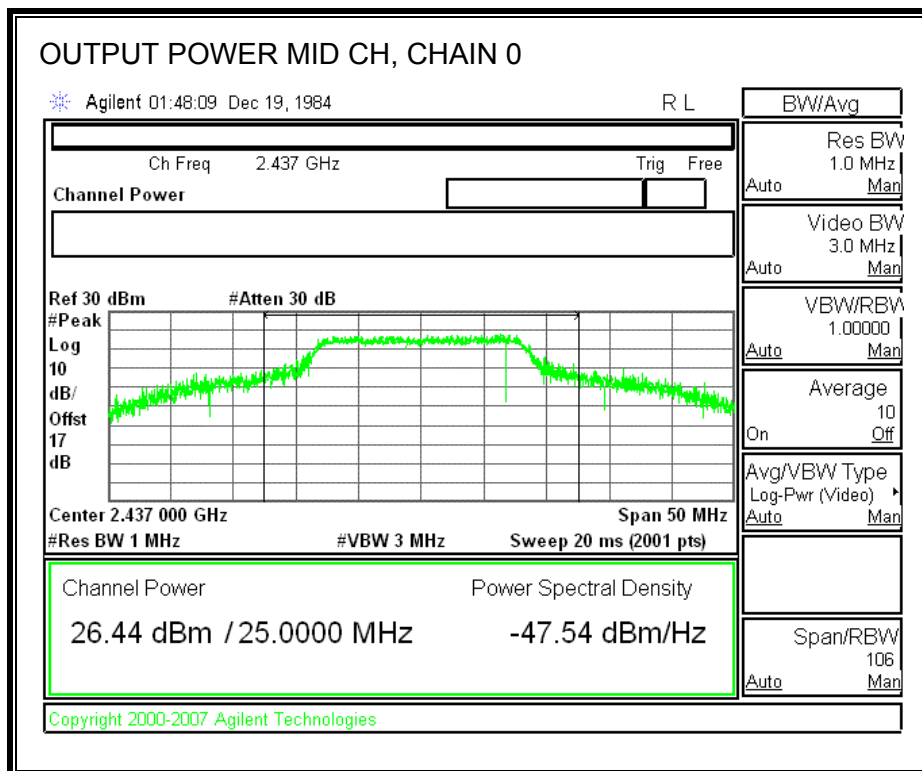 OUTPUT POWER MID CH, CHAIN 0
Agilent 01:48:09 Dec 19, 1984 R L
Ch Freq 2.437 GHz Trig Free
Channel Power
Ref 30 dBm #Atten 30 dB
#Peak
Log
10
dB/
Offst
17
dB
Center 2.437 000 GHz Span 50 MHz
#Res BW 1 MHz #VBW 3 MHz Sweep 20 ms (2001 pts)
Channel Power Power Spectral Density
26.44 dBm / 25.0000 MHz -47.54 dBm/Hz
Copyright 2000-2007 Agilent Technologies
BW/Avg
Res BW
1.0 MHz
Auto Man
Video BW
3.0 MHz
Auto Man
VBW/RBW
1.00000
Auto Man
Average
10
On Off
Avg/VBW Type
Log-Pwr (Video)
Auto Man
Span/RBW
106
Auto Man